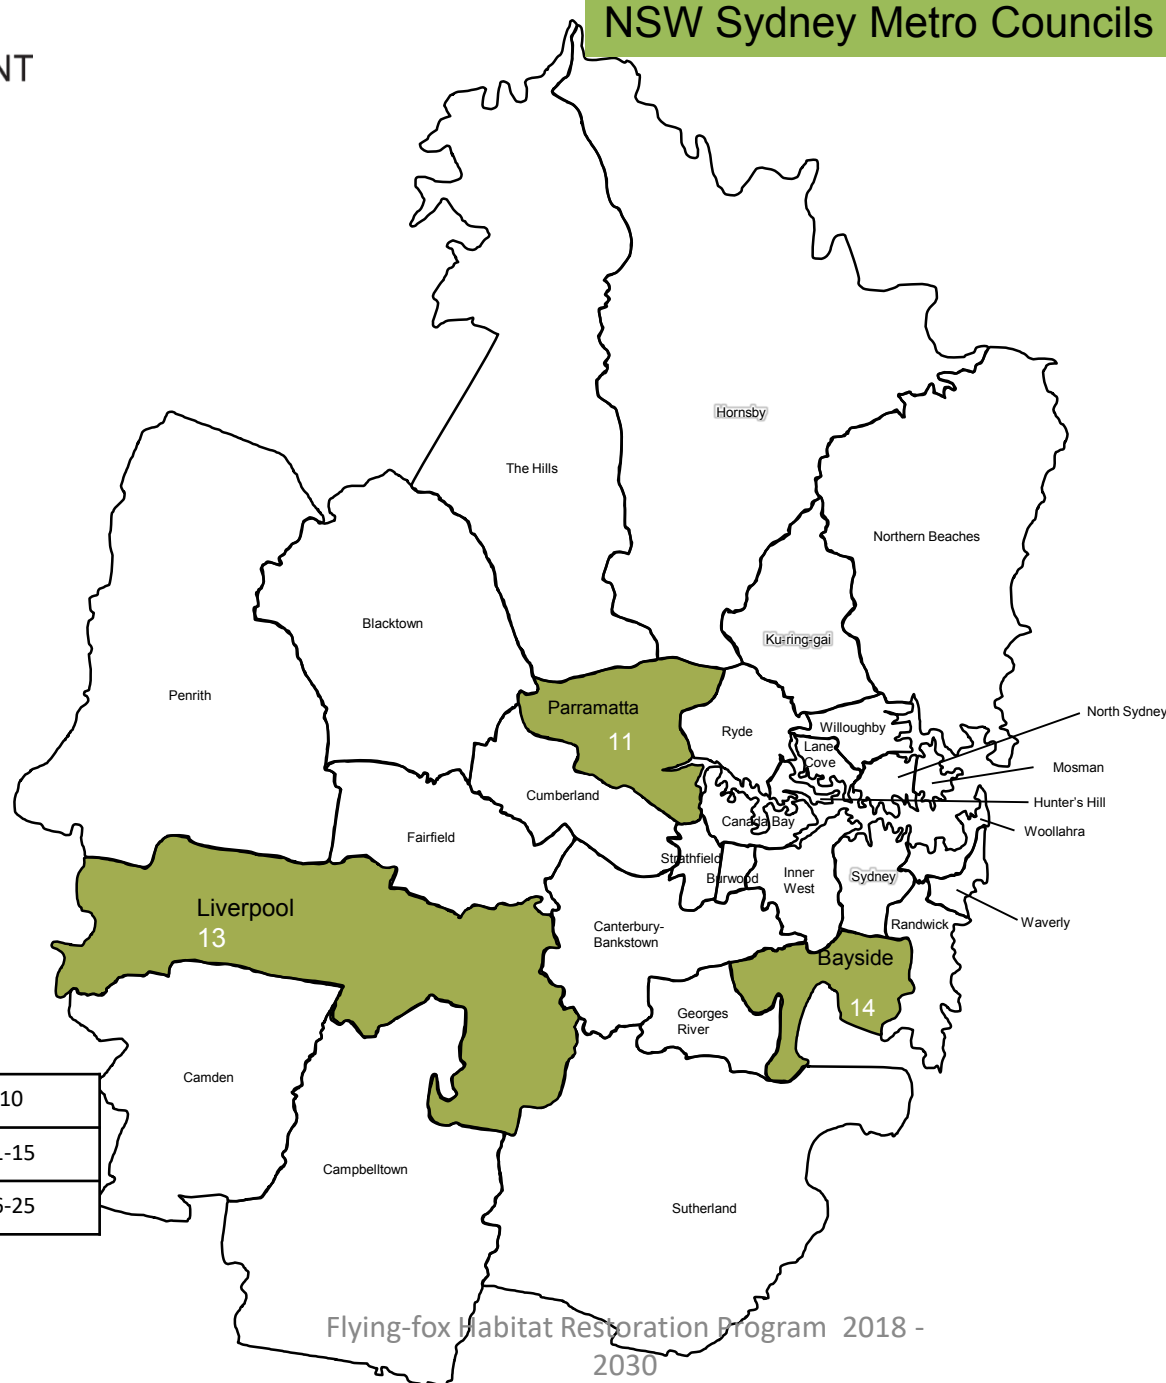 NSW Sydney Metro Councils
NT
Hornsby
The Hills
Northern Beaches
Blacktown
Ku-ring-gai
Penrith
Parramatta
11
North Sydney
Willoughby
Ryde
Lane
Cove
Mosman
Cumberland
Hunter's Hill
Canada Bay
Woollahra
Fairfield
Strathfield
Burwood
Inner
West
Sydney
Liverpool
13
Waverly
Randwick
Canterbury-
Bankstown
Bayside
14
Georges
River
Camden
10
-15
-25
Campbelltown
Sutherland
Flying-fox Habitat Restoration Program 2018 -
2030